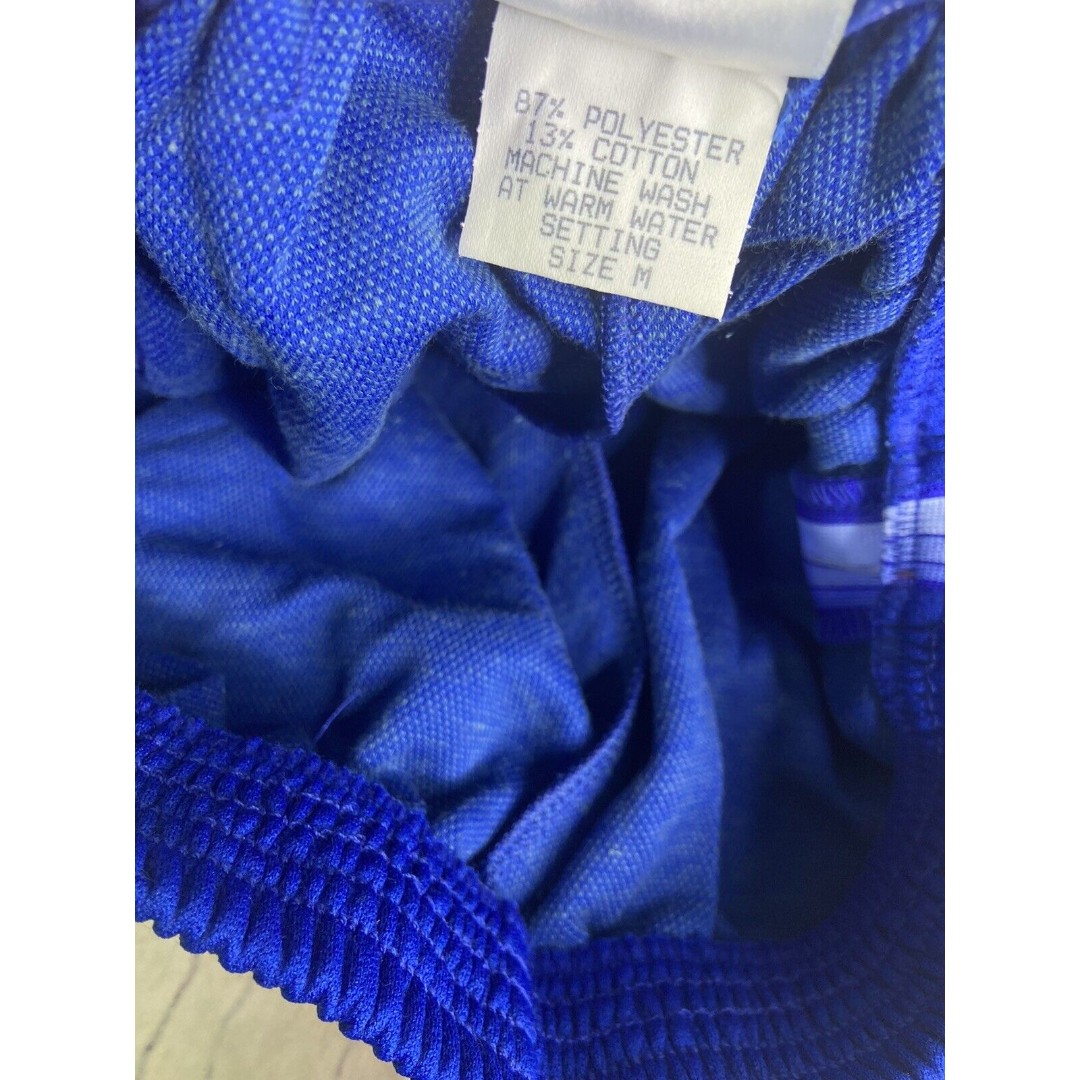 87% POLYESTER
13% COTTON
MACHINE WASH
AT WARM WATER
SETTING
SIZE M